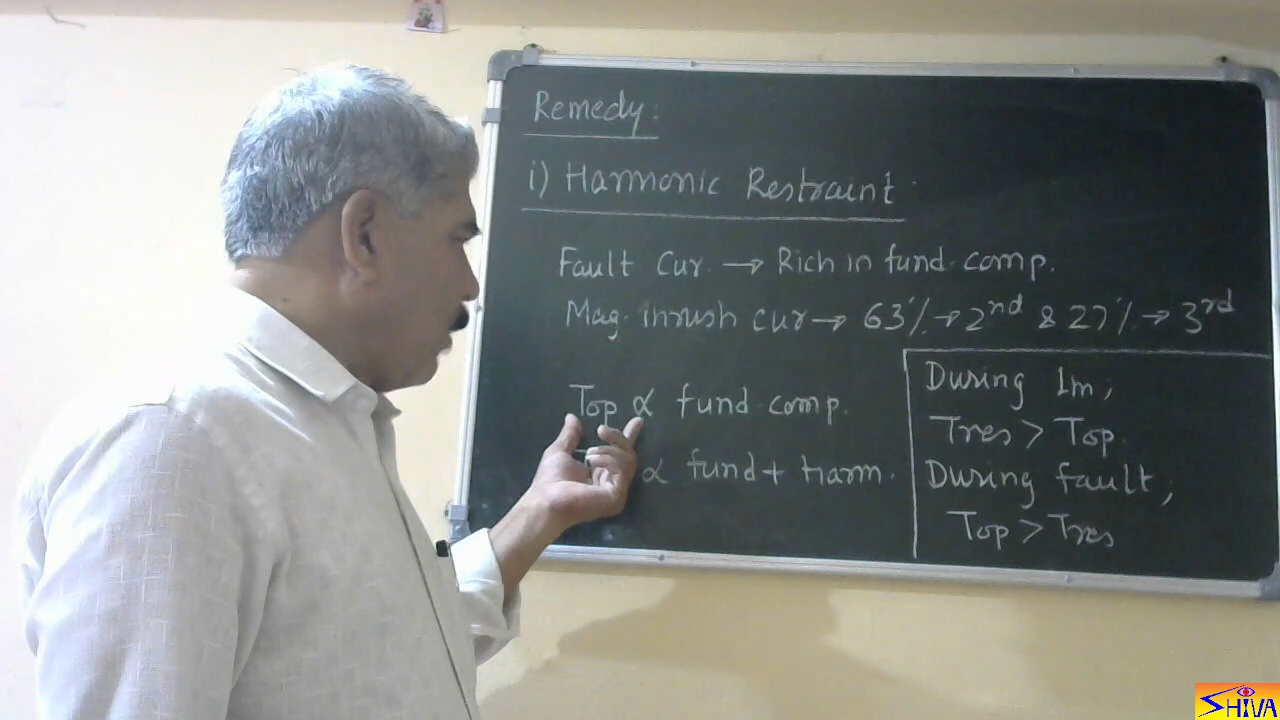 Remedy:
i) Harmonic Restraint
Fault Cur. → Rich in fund. comp.
Mag. inrush cur → 63% → 2nd & 27% → 3rd
Top ∝ fund. comp.
∝ fund + harm.
During Im;
Tres > Top.
During fault;
Top > Tres
SHIVA